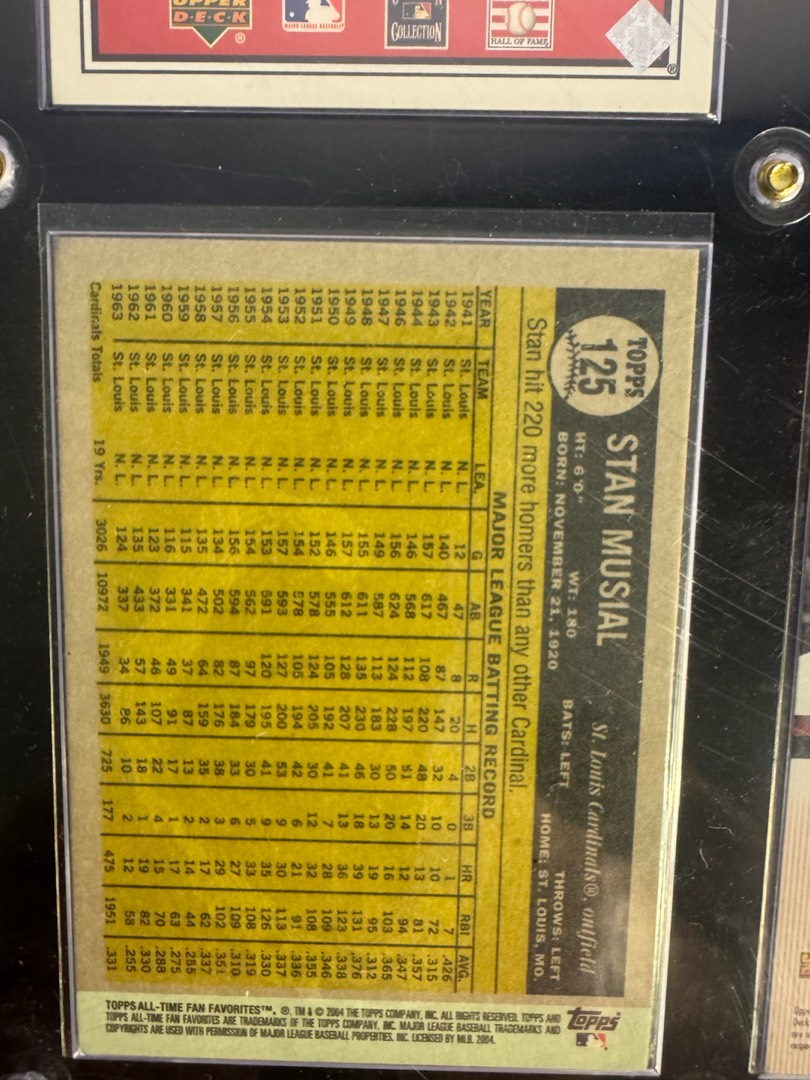 UPPER
D·E·C·K
®
MAJOR LEAGUE BASEBALL
COLLECTION
HALL OF FAME
®
TOPPS
125
STAN MUSIAL St. Louis Cardinals®, outfield
HT: 6'0" WT: 180 BATS: LEFT THROWS: LEFT
BORN: NOVEMBER 21, 1920 HOME: ST. LOUIS, MO.
Stan hit 220 more homers than any other Cardinal.
MAJOR LEAGUE BATTING RECORD
YEAR TEAM LEA. G AB R H 2B 3B HR RBI AVG.
1941 St. Louis N. L. 12 47 8 20 4 0 1 7 .426
1942 St. Louis N. L. 140 467 87 147 32 10 10 72 .315
1943 St. Louis N. L. 157 617 108 220 48 20 13 81 .357
1944 St. Louis N. L. 146 568 112 197 51 14 12 94 .347
1946 St. Louis N. L. 156 624 124 228 50 20 16 103 .365
1947 St. Louis N. L. 149 587 113 183 30 13 19 95 .312
1948 St. Louis N. L. 155 611 135 230 46 18 39 131 .376
1949 St. Louis N. L. 157 612 128 207 41 13 36 123 .338
1950 St. Louis N. L. 146 555 105 192 41 7 28 109 .346
1951 St. Louis N. L. 152 578 124 205 30 12 32 108 .355
1952 St. Louis N. L. 154 578 105 194 42 6 21 91 .336
1953 St. Louis N. L. 157 593 127 200 53 9 30 113 .337
1954 St. Louis N. L. 153 591 120 195 41 9 35 126 .330
1955 St. Louis N. L. 154 562 97 179 30 5 33 108 .319
1956 St. Louis N. L. 156 594 87 184 33 6 27 109 .310
1957 St. Louis N. L. 134 502 82 176 38 3 29 102 .351
1958 St. Louis N. L. 135 472 64 159 35 2 17 62 .337
1959 St. Louis N. L. 115 341 37 87 13 2 14 44 .255
1960 St. Louis N. L. 116 331 49 91 17 1 17 63 .275
1961 St. Louis N. L. 123 372 46 107 22 4 15 70 .288
1962 St. Louis N. L. 135 433 57 143 18 1 19 82 .330
1963 St. Louis N. L. 124 337 34 86 10 2 12 58 .255
Cardinals Totals 19 Yrs. 3026 10972 1949 3630 725 177 475 1951 .331
topps
TOPPS ALL-TIME FAN FAVORITES™, ®, TM & © 2004 THE TOPPS COMPANY, INC. ALL RIGHTS RESERVED. TOPPS AND
TOPPS ALL-TIME FAN FAVORITES ARE TRADEMARKS OF THE TOPPS COMPANY, INC. MAJOR LEAGUE BASEBALL TRADEMARKS AND
COPYRIGHTS ARE USED WITH PERMISSION OF MAJOR LEAGUE BASEBALL PROPERTIES, INC. LICENSED BY MLB, 2004.